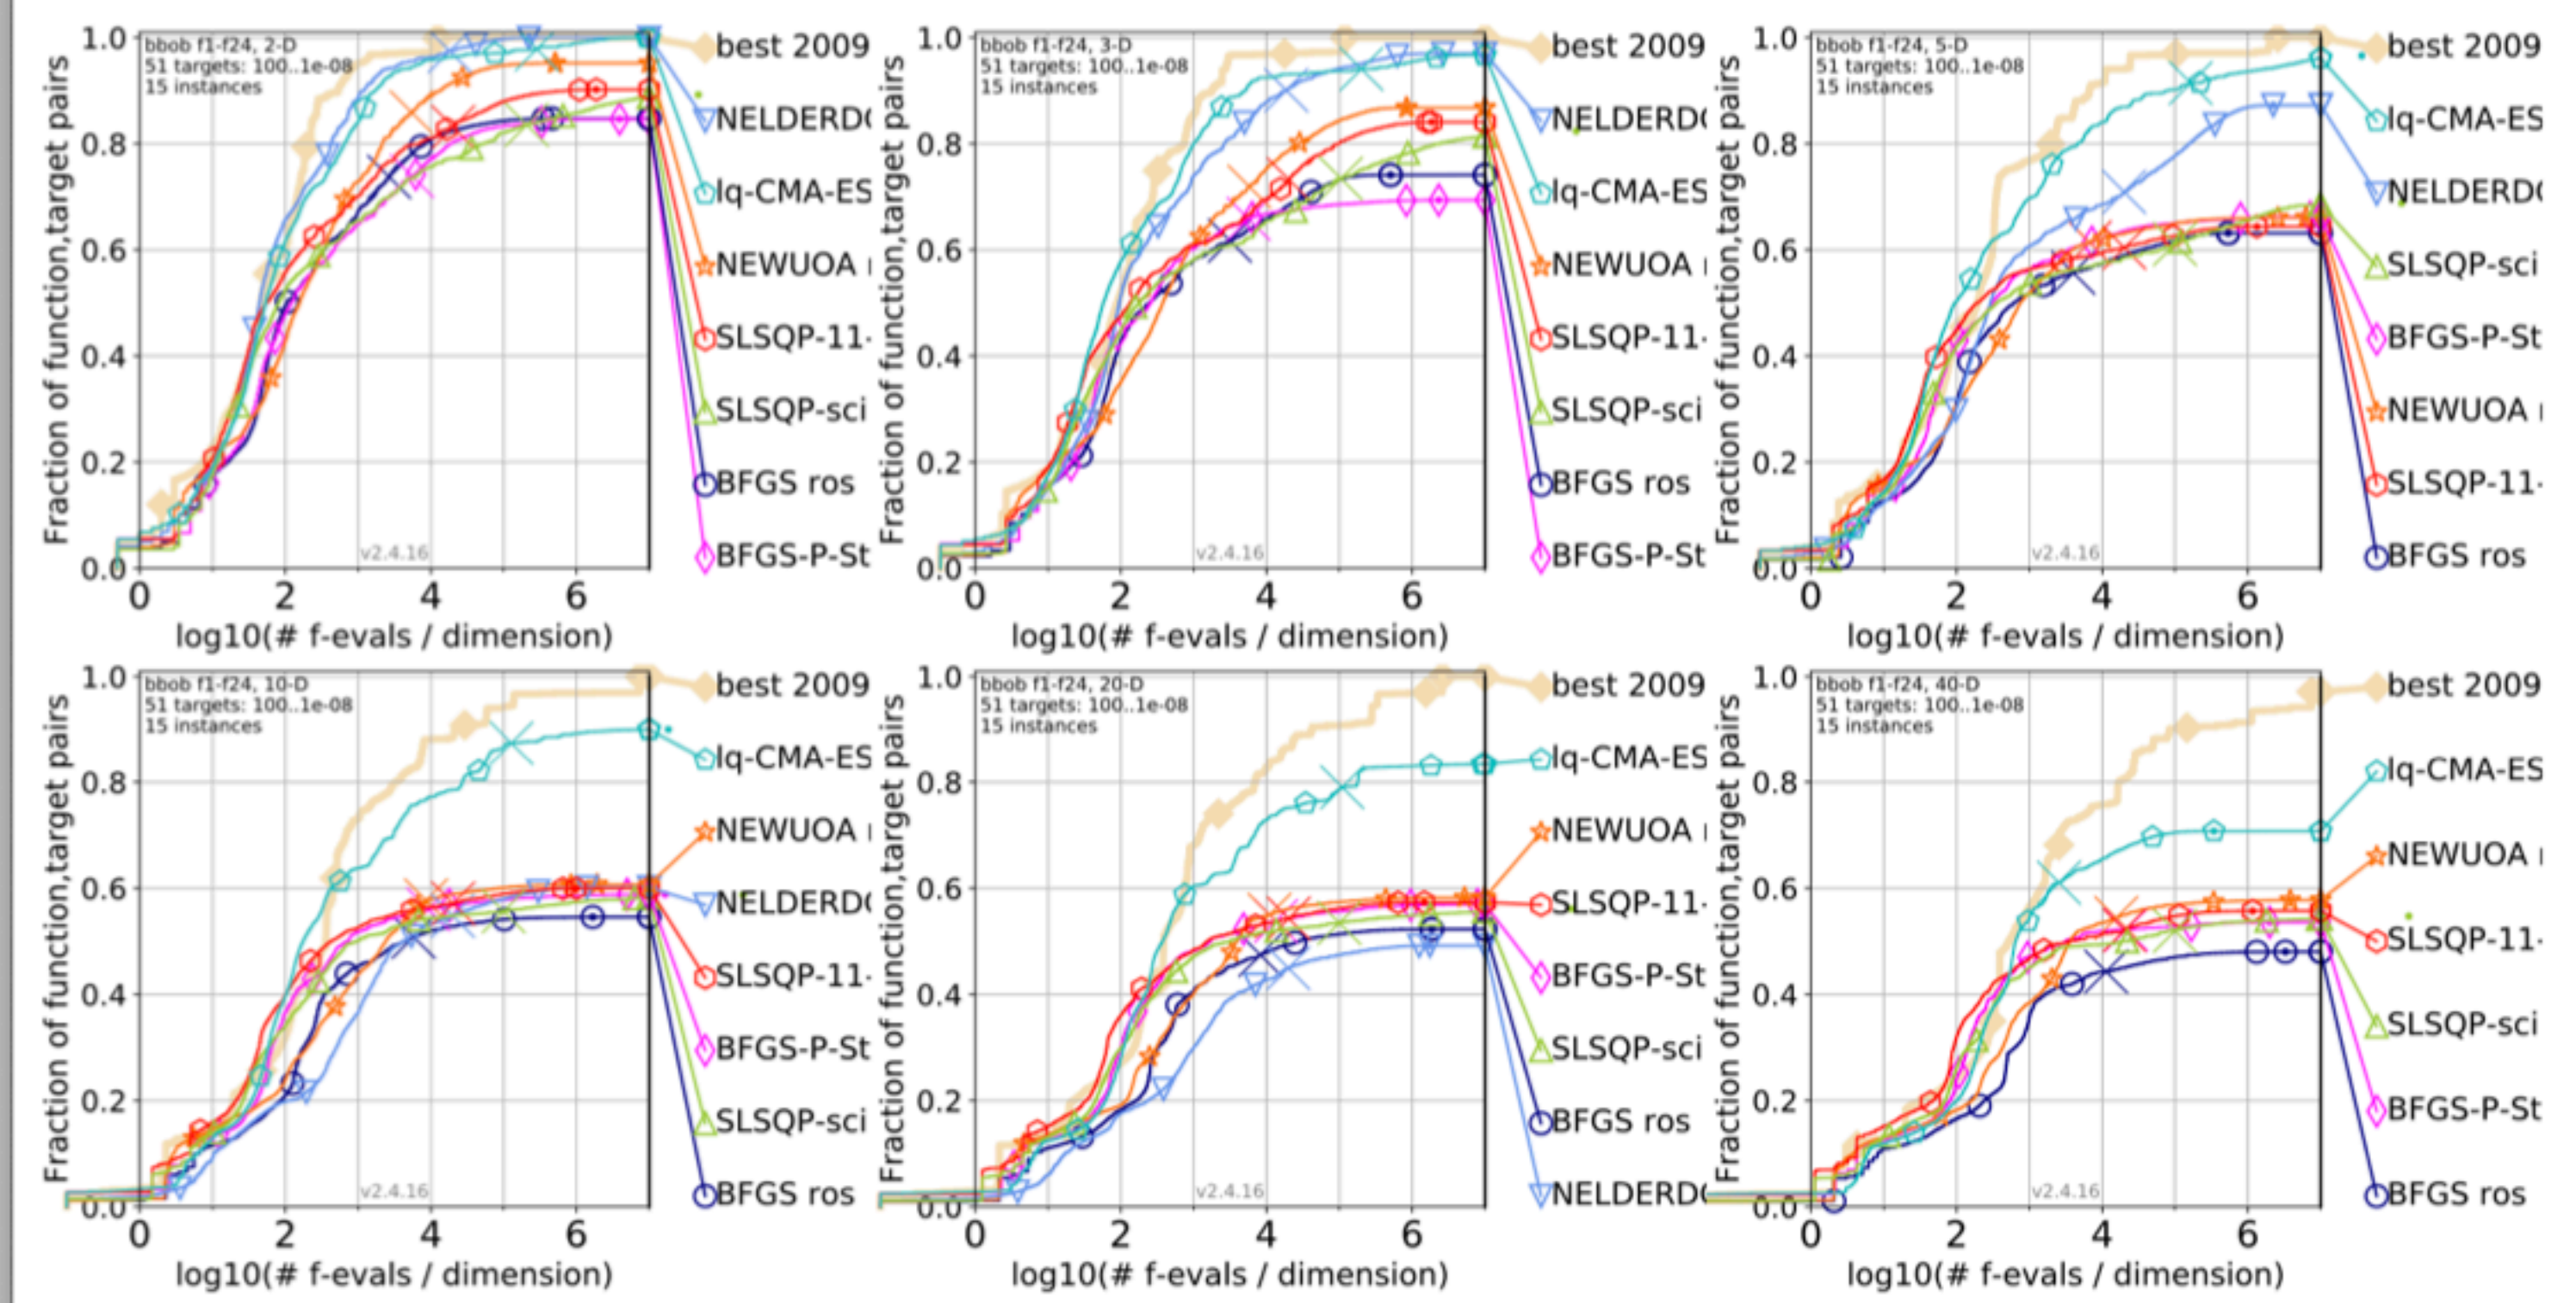 bbob f1-f24, 2-D
51 targets: 100..1e-08
15 instances
Fraction of function,target pairs
1.0
0.8
0.6
0.4
0.2
0.0
0
2
4
6
log10(# f-evals / dimension)
v2.4.16
best 2009
NELDERDO
lq-CMA-ES
NEWUOA
SLSQP-11-
SLSQP-sci
BFGS ros
BFGS-P-St
bbob f1-f24, 3-D
51 targets: 100..1e-08
15 instances
Fraction of function,target pairs
1.0
0.8
0.6
0.4
0.2
0.0
0
2
4
6
log10(# f-evals / dimension)
v2.4.16
best 2009
NELDERDO
lq-CMA-ES
NEWUOA
SLSQP-11-
SLSQP-sci
BFGS ros
BFGS-P-St
bbob f1-f24, 5-D
51 targets: 100..1e-08
15 instances
Fraction of function,target pairs
1.0
0.8
0.6
0.4
0.2
0.0
0
2
4
6
log10(# f-evals / dimension)
v2.4.16
best 2009
lq-CMA-ES
NELDERDO
SLSQP-sci
BFGS-P-St
NEWUOA
SLSQP-11-
BFGS ros
bbob f1-f24, 10-D
51 targets: 100..1e-08
15 instances
Fraction of function,target pairs
1.0
0.8
0.6
0.4
0.2
0.0
0
2
4
6
log10(# f-evals / dimension)
v2.4.16
best 2009
lq-CMA-ES
NEWUOA
NELDERDO
SLSQP-11-
BFGS-P-St
SLSQP-sci
BFGS ros
bbob f1-f24, 20-D
51 targets: 100..1e-08
15 instances
Fraction of function,target pairs
1.0
0.8
0.6
0.4
0.2
0.0
0
2
4
6
log10(# f-evals / dimension)
v2.4.16
best 2009
lq-CMA-ES
NEWUOA
SLSQP-11-
BFGS-P-St
SLSQP-sci
BFGS ros
NELDERDO
bbob f1-f24, 40-D
51 targets: 100..1e-08
15 instances
Fraction of function,target pairs
1.0
0.8
0.6
0.4
0.2
0.0
0
2
4
6
log10(# f-evals / dimension)
v2.4.16
best 2009
lq-CMA-ES
NEWUOA
SLSQP-11-
SLSQP-sci
BFGS-P-St
BFGS ros